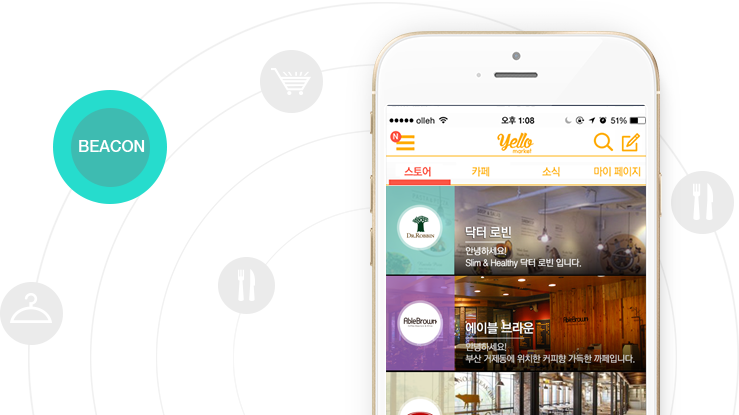 BEACON
olleh
오후 1:08
51%
N
Yello
market
스토어
카페
소식
마이 페이지
DR.ROBBIN
닥터 로빈
안녕하세요!
Slim & Healthy 닥터 로빈 입니다.
AbleBrown
에이블 브라운
안녕하세요!
부산 거제동에 위치한 커피향 가득한 까페입니다.